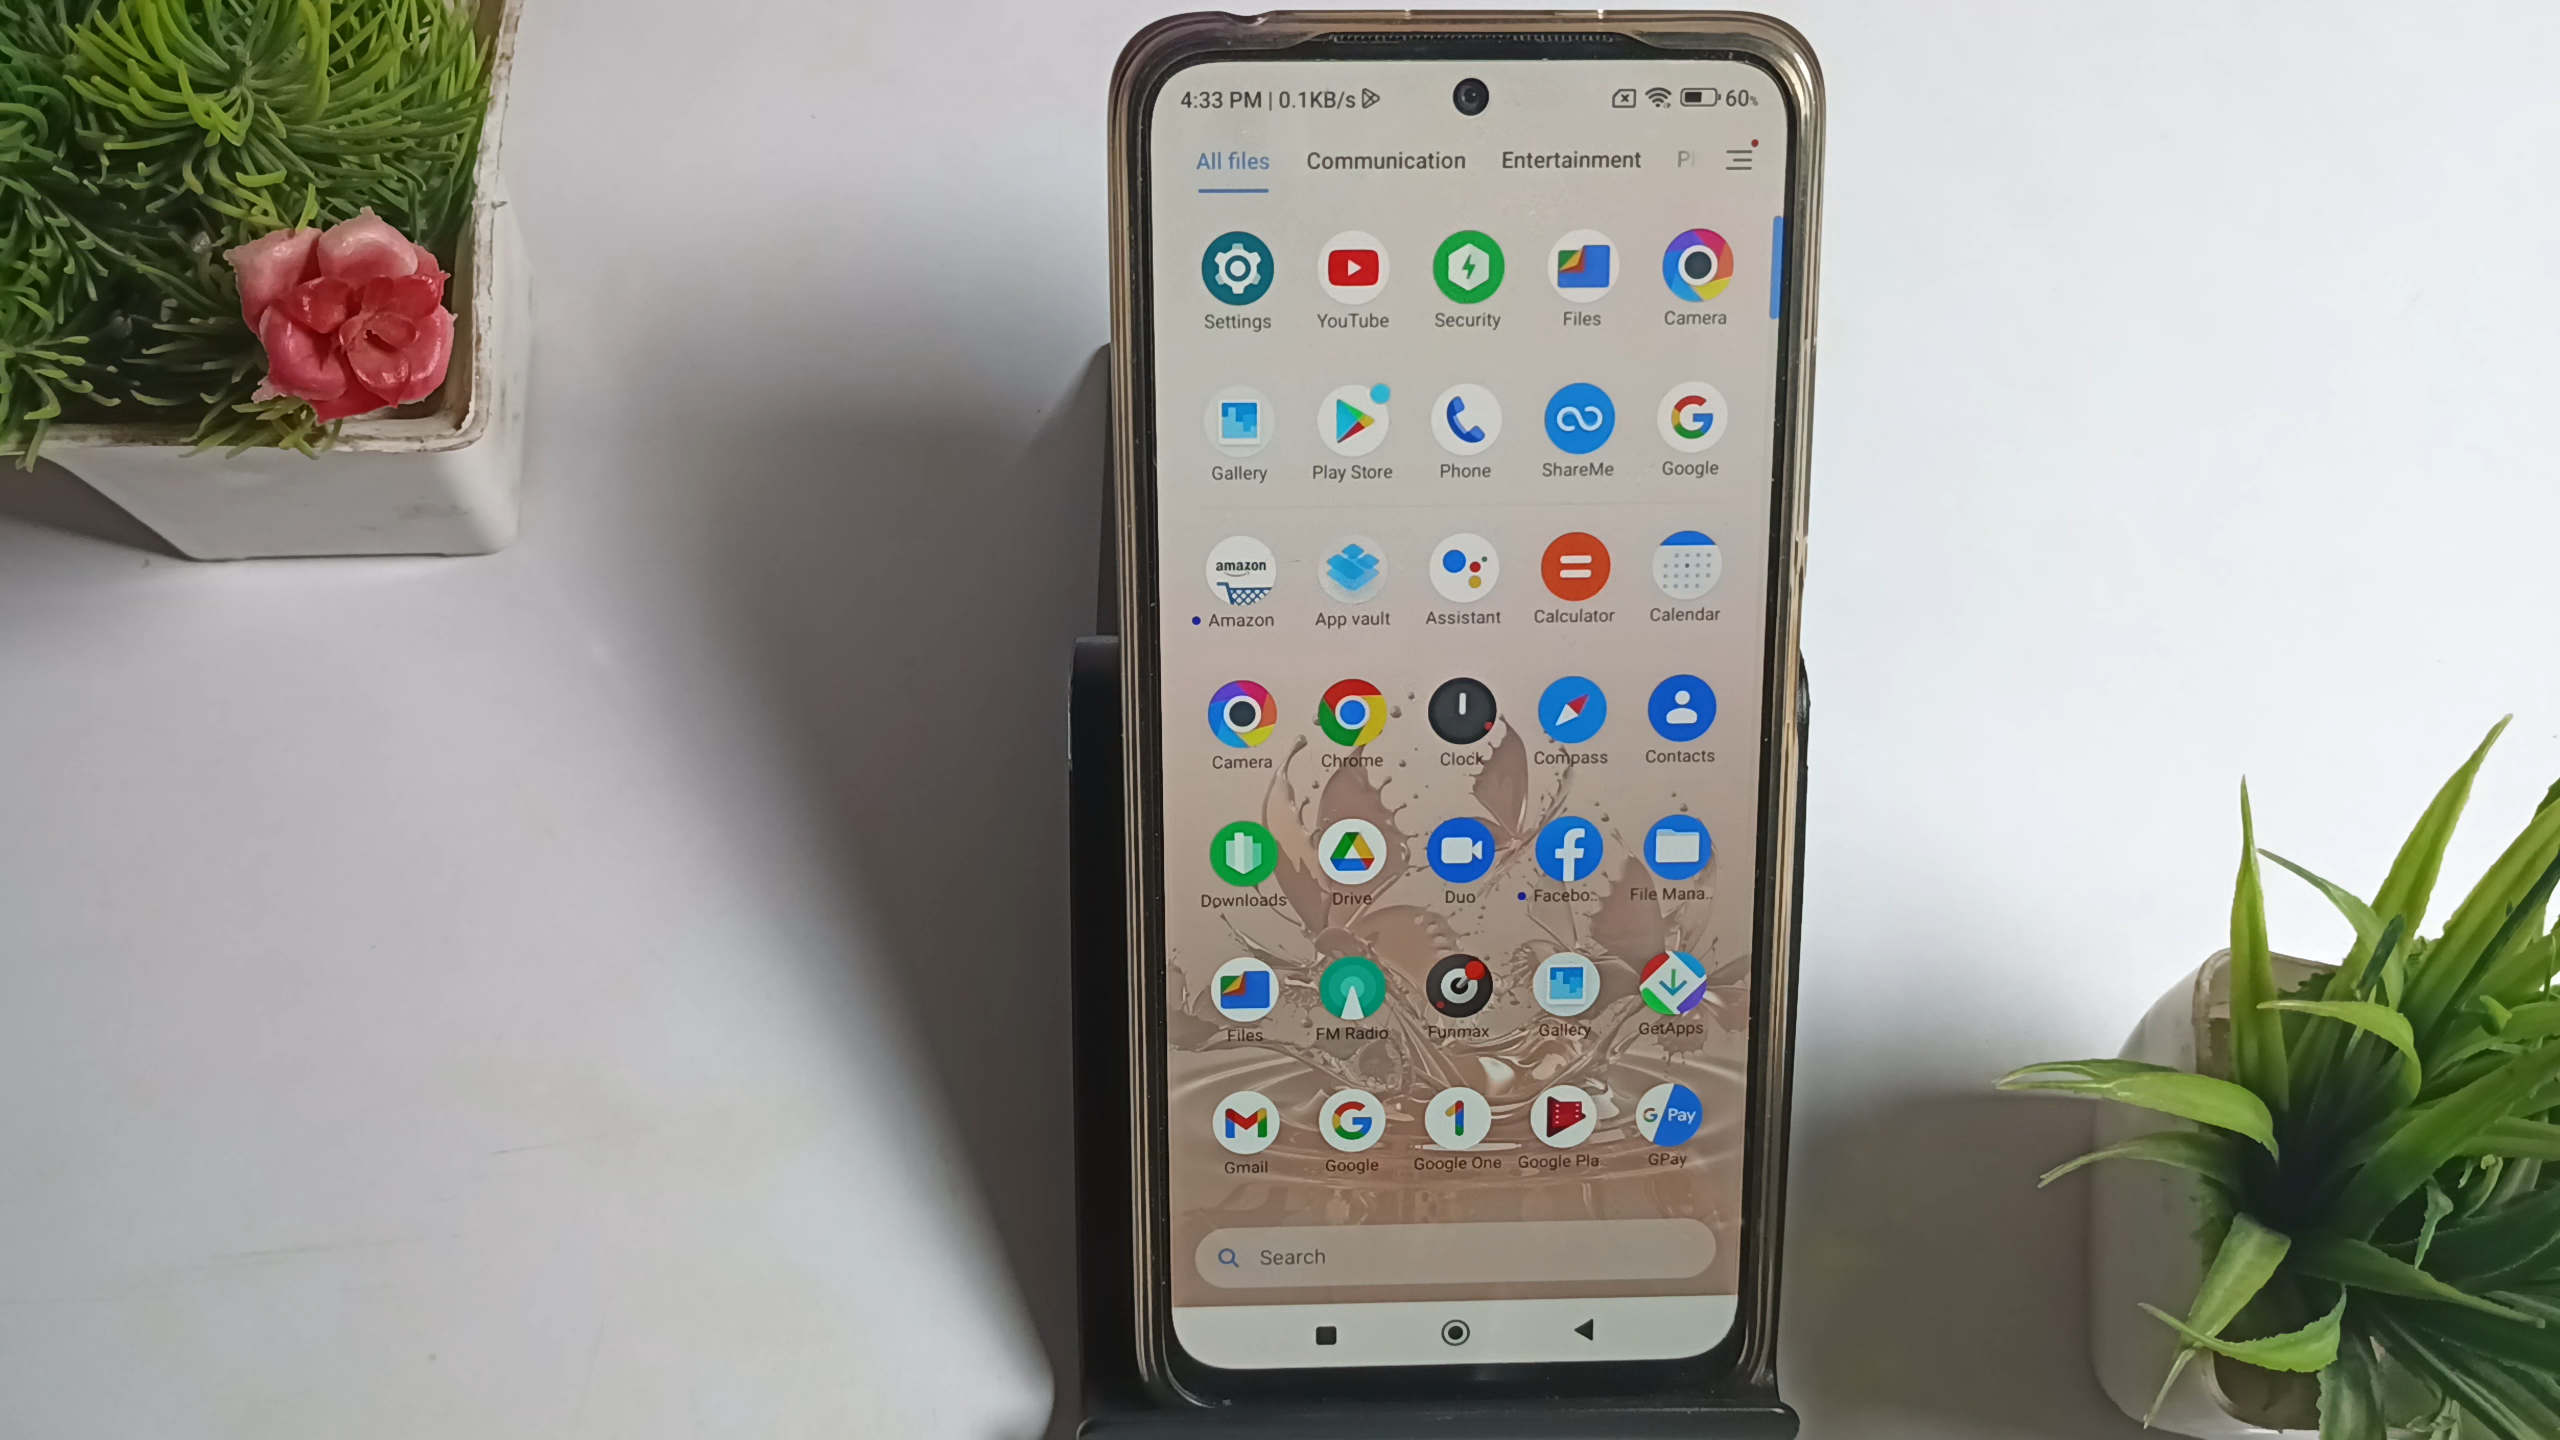 4:33 PM | 0.1KB/s 60%
All files Communication Entertainment
Settings YouTube Security Files Camera
Gallery Play Store Phone ShareMe Google
amazon
Amazon App vault Assistant Calculator Calendar
Camera Chrome Clock Compass Contacts
Downloads Drive Duo Facebo.. File Mana..
Files FM Radio Funmax Gallery GetApps
G Pay
Gmail Google Google One Google Pla GPay
Search